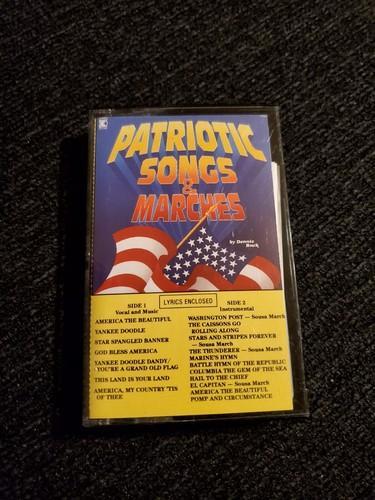 PATRIOTIC
SONGS
&
MARCHES
by Dennis
Buck
LYRICS ENCLOSED
SIDE 1
Vocal and Music
AMERICA THE BEAUTIFUL
YANKEE DOODLE
STAR SPANGLED BANNER
GOD BLESS AMERICA
YANKEE DOODLE DANDY/
YOU'RE A GRAND OLD FLAG
THIS LAND IS YOUR LAND
AMERICA, MY COUNTRY 'TIS
OF THEE
SIDE 2
Instrumental
WASHINGTON POST — Sousa March
THE CAISSONS GO
ROLLING ALONG
STARS AND STRIPES FOREVER
— Sousa March
THE THUNDERER — Sousa March
MARINE'S HYMN
BATTLE HYMN OF THE REPUBLIC
COLUMBIA THE GEM OF THE SEA
HAIL TO THE CHIEF
EL CAPITAN — Sousa March
AMERICA THE BEAUTIFUL
POMP AND CIRCUMSTANCE